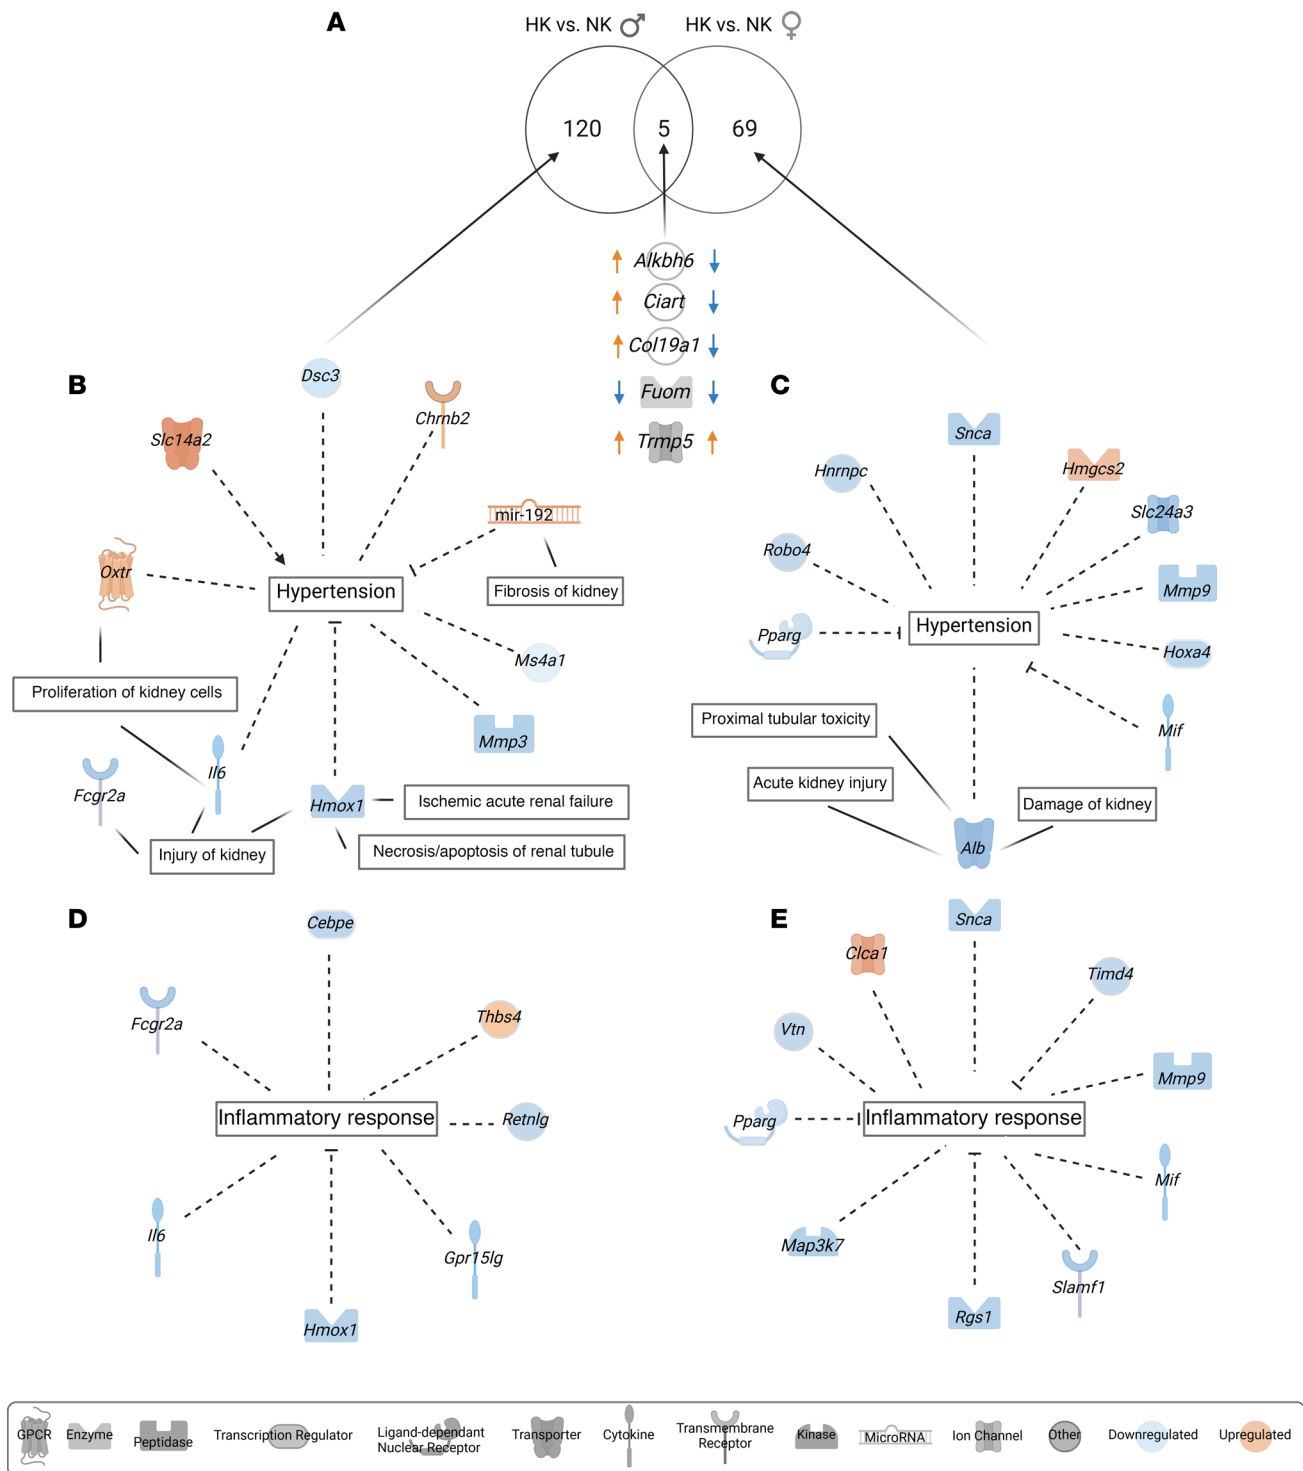 A
HK vs. NK ♂
HK vs. NK ♀
120
5
69
Alkbh6
Ciart
Col19a1
Fuom
Trmp5
B
Dsc3
Chrnb2
Slc14a2
mir-192
Oxtr
Hypertension
Fibrosis of kidney
Ms4a1
Proliferation of kidney cells
Mmp3
Il6
Fcgr2a
Hmox1
Ischemic acute renal failure
Injury of kidney
Necrosis/apoptosis of renal tubule
C
Snca
Hnrnpc
Hmgcs2
Slc24a3
Robo4
Mmp9
Pparg
Hypertension
Hoxa4
Proximal tubular toxicity
Mif
Acute kidney injury
Damage of kidney
Alb
D
Cebpe
Fcgr2a
Thbs4
Inflammatory response
Retnlg
Il6
Gpr15lg
Hmox1
E
Snca
Clca1
Timd4
Vtn
Mmp9
Pparg
Inflammatory response
Mif
Map3k7
Slamf1
Rgs1
GPCR
Enzyme
Peptidase
Transcription Regulator
Ligand-dependant
Nuclear Receptor
Transporter
Cytokine
Transmembrane
Receptor
Kinase
MicroRNA
Ion Channel
Other
Downregulated
Upregulated